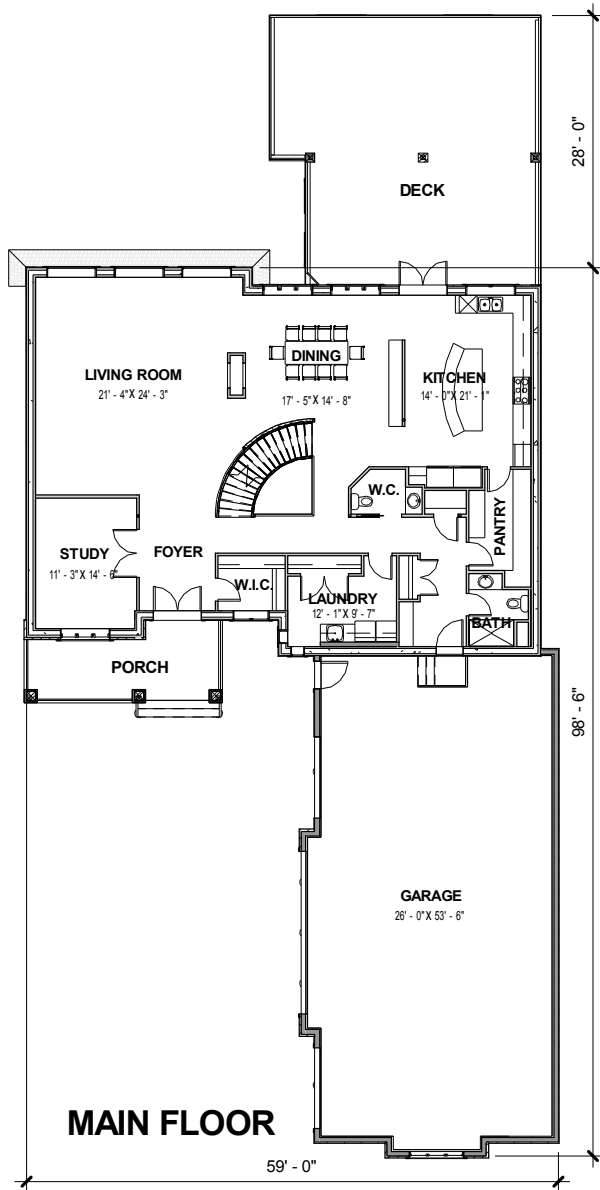 28' - 0"
DECK
DINING
LIVING ROOM
21' - 4" X 24' - 3"
KITCHEN
17' - 5" X 14' - 8"
14' - 0" X 21' - 1"
W.C.
PANTRY
STUDY
11' - 3" X 14' - 6"
FOYER
W.I.C.
LAUNDRY
12' - 1" X 9' - 7"
BATH
PORCH
98' - 6"
GARAGE
26' - 0" X 53' - 6"
MAIN FLOOR
59' - 0"